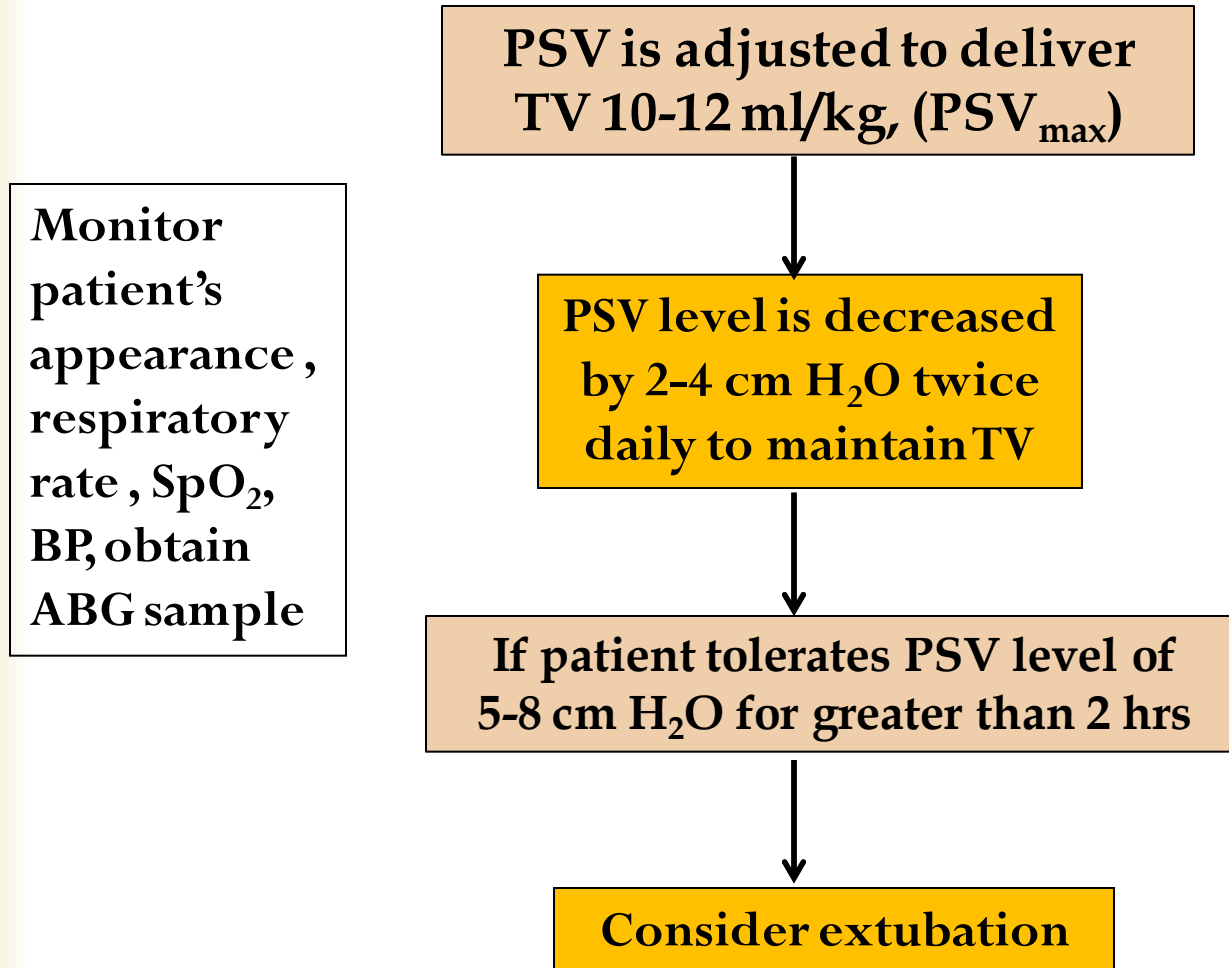 PSV is adjusted to deliver
TV 10-12 ml/kg, (PSVmax)
Monitor
patient’s
appearance ,
respiratory
rate , SpO₂,
BP, obtain
ABG sample
PSV level is decreased
by 2-4 cm H₂O twice
daily to maintain TV
If patient tolerates PSV level of
5-8 cm H₂O for greater than 2 hrs
Consider extubation